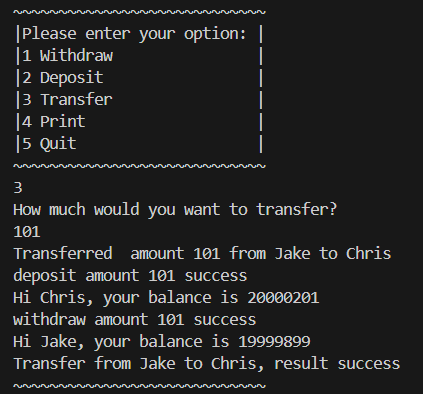 ~~~~~~~~~~~~~~~~~~~~~~~~~~~~
|Please enter your option: |
|1 Withdraw                |
|2 Deposit                 |
|3 Transfer                |
|4 Print                   |
|5 Quit                    |
~~~~~~~~~~~~~~~~~~~~~~~~~~~~
3
How much would you want to transfer?
101
Transferred  amount 101 from Jake to Chris
deposit amount 101 success
Hi Chris, your balance is 20000201
withdraw amount 101 success
Hi Jake, your balance is 19999899
Transfer from Jake to Chris, result success
~~~~~~~~~~~~~~~~~~~~~~~~~~~~